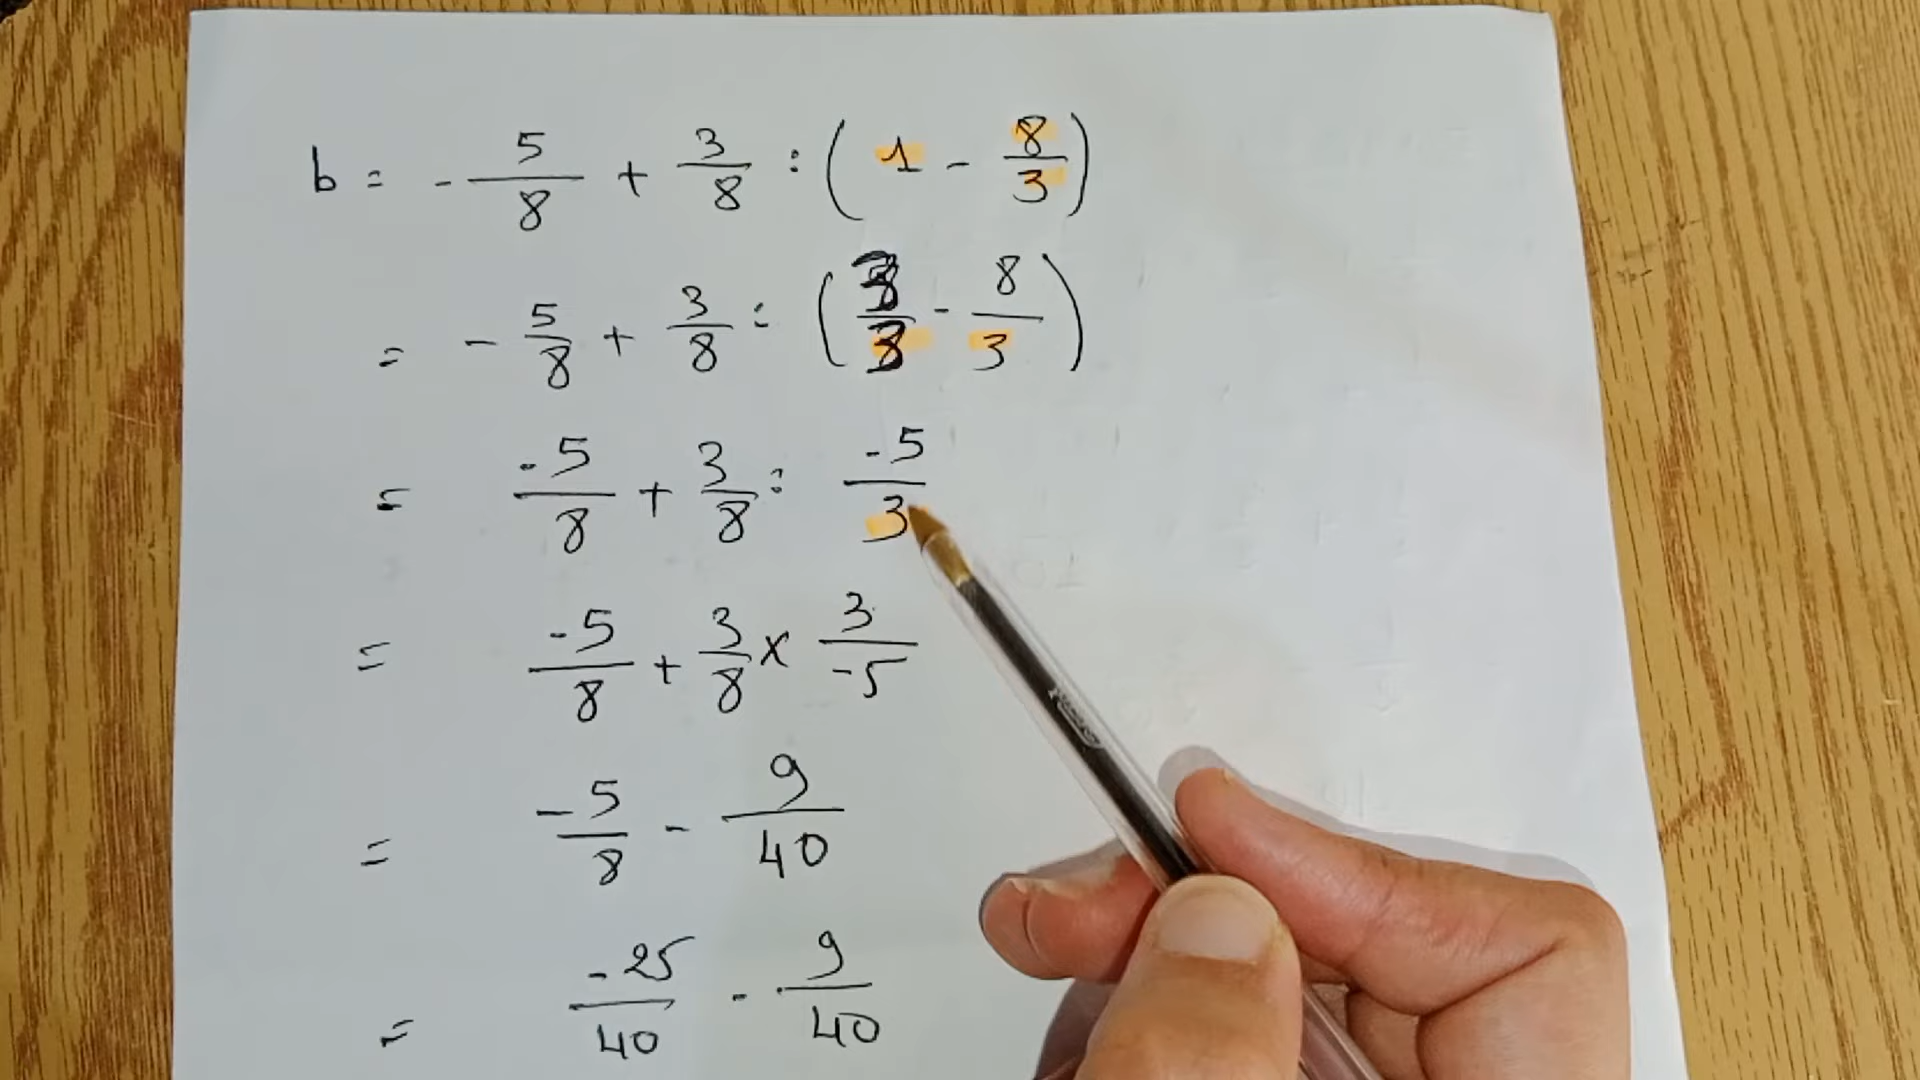 b = - 5/8 + 3/8 : ( 1 - 8/3 )
= - 5/8 + 3/8 : ( 3/3 - 8/3 )
= -5/8 + 3/8 : -5/3
= -5/8 + 3/8 × 3/-5
= -5/8 - 9/40
= -25/40 - 9/40